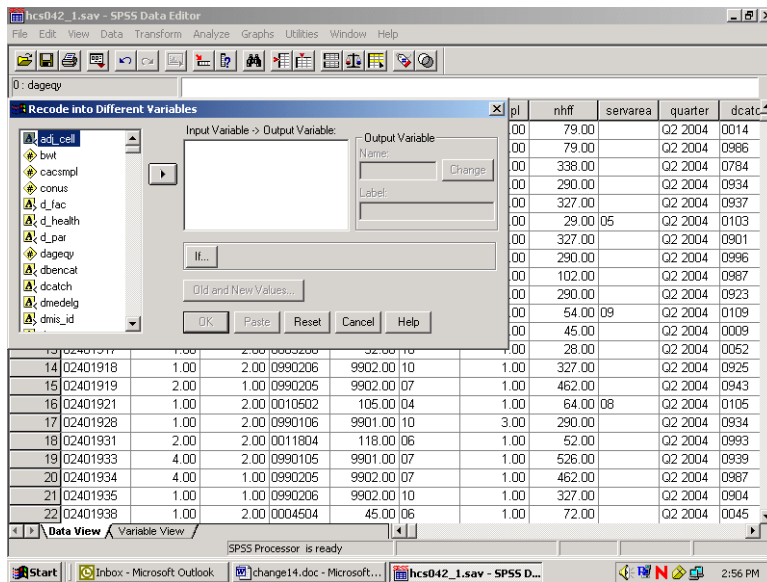 hcs042_1.sav - SPSS Data Editor
File Edit View Data Transform Analyze Graphs Utilities Window Help
0 : dageqy
Recode into Different Variables
adj_cell
bwt
cacsmpl
conus
d_fac
d_health
d_par
dageqy
dbencat
dcatch
dmedelg
dmis_id
Input Variable -> Output Variable:
Output Variable
Name:
Change
Label:
If...
Old and New Values...
OK Paste Reset Cancel Help
pl nhff servarea quarter dcatc
.00 79.00 Q2 2004 0014
.00 79.00 Q2 2004 0986
.00 338.00 Q2 2004 0784
.00 290.00 Q2 2004 0934
.00 327.00 Q2 2004 0937
.00 29.00 05 Q2 2004 0103
.00 327.00 Q2 2004 0901
.00 290.00 Q2 2004 0996
.00 102.00 Q2 2004 0987
.00 290.00 Q2 2004 0923
.00 54.00 09 Q2 2004 0109
.00 45.00 Q2 2004 0009
1.00 28.00 Q2 2004 0052
14 02401918 1.00 2.00 0990206 9902.00 10 1.00 327.00 Q2 2004 0925
15 02401919 2.00 1.00 0990205 9902.00 07 1.00 462.00 Q2 2004 0943
16 02401921 1.00 2.00 0010502 105.00 04 1.00 64.00 08 Q2 2004 0105
17 02401928 1.00 2.00 0990106 9901.00 10 3.00 290.00 Q2 2004 0934
18 02401931 2.00 2.00 0011804 118.00 06 1.00 52.00 Q2 2004 0993
19 02401933 4.00 2.00 0990105 9901.00 07 1.00 526.00 Q2 2004 0939
20 02401934 4.00 1.00 0990205 9902.00 07 1.00 462.00 Q2 2004 0987
21 02401935 1.00 1.00 0990206 9902.00 10 1.00 327.00 Q2 2004 0904
22 02401938 1.00 2.00 0004504 45.00 06 1.00 72.00 Q2 2004 0045
Data View Variable View
SPSS Processor is ready
Start Inbox - Microsoft Outlook change14.doc - Microsoft... hcs042_1.sav - SPSS D... 2:56 PM